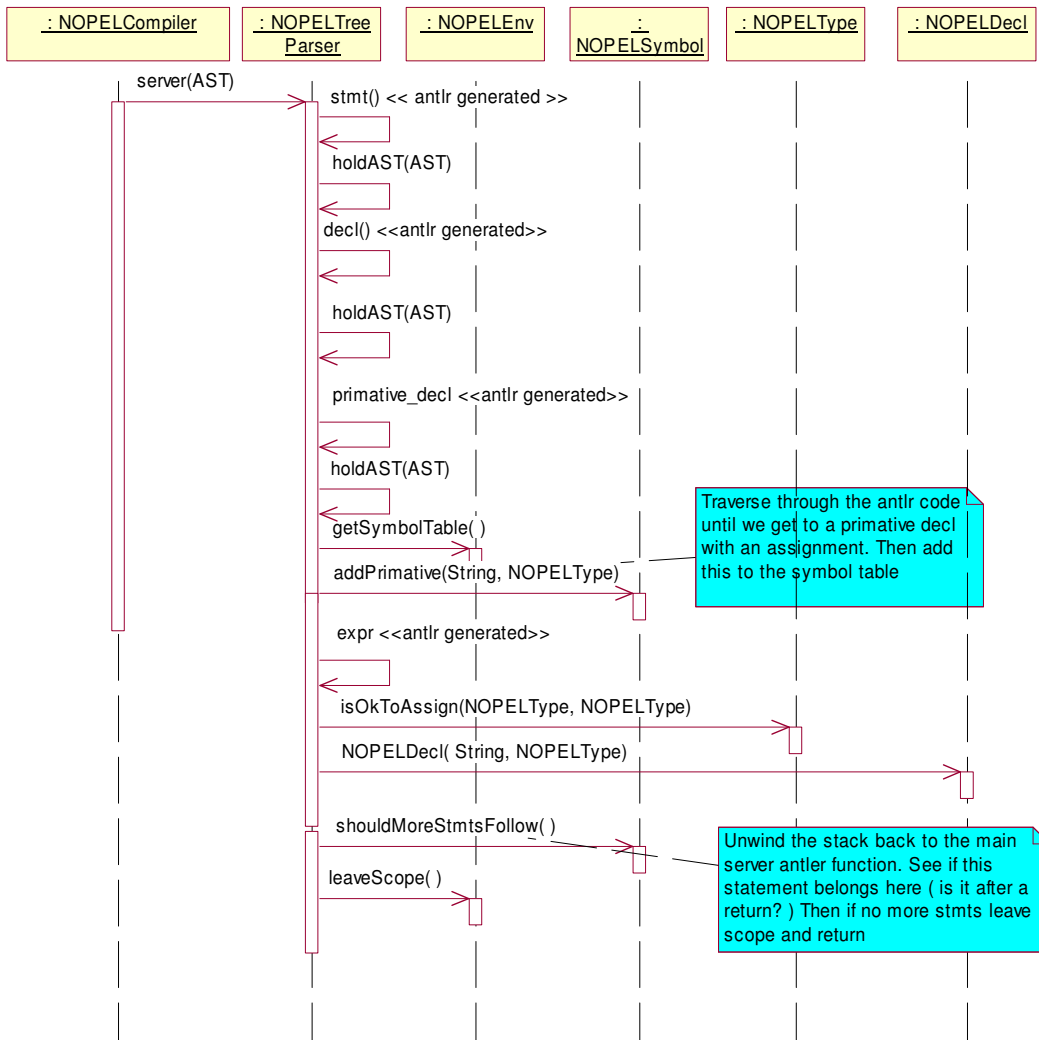 : NOPELCompiler
: NOPELTree
Parser
: NOPELEnv
:
NOPELSymbol
: NOPELType
: NOPELDecl
server(AST)
stmt() << antlr generated >>
holdAST(AST)
decl() <<antlr generated>>
holdAST(AST)
primative_decl <<antlr generated>>
holdAST(AST)
getSymbolTable( )
addPrimative(String, NOPELType)
Traverse through the antlr code
until we get to a primative decl
with an assignment. Then add
this to the symbol table
expr <<antlr generated>>
isOkToAssign(NOPELType, NOPELType)
NOPELDecl( String, NOPELType)
shouldMoreStmtsFollow( )
leaveScope( )
Unwind the stack back to the main
server antler function. See if this
statement belongs here ( is it after a
return? ) Then if no more stmts leave
scope and return